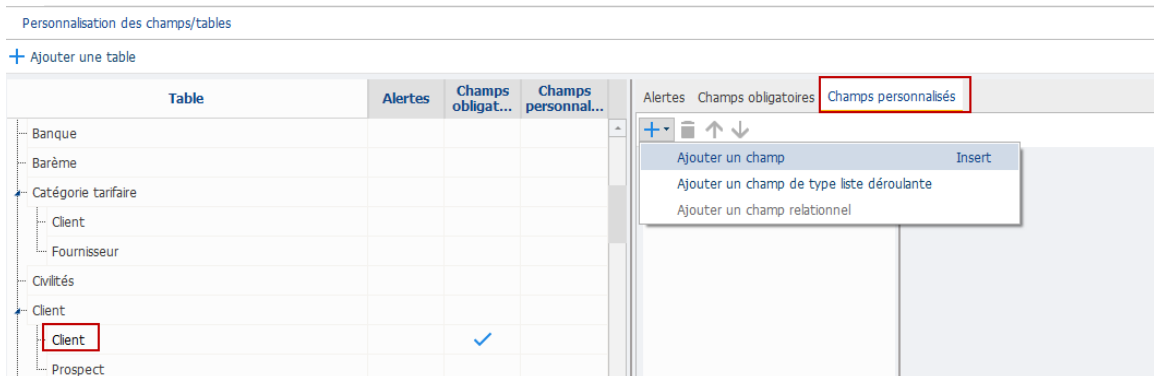 Personnalisation des champs/tables
Ajouter une table
Table
Alertes
Champs obligat...
Champs personnal...
Banque
Barème
Catégorie tarifaire
Client
Fournisseur
Civilités
Client
Client
Prospect
Alertes Champs obligatoires Champs personnalisés
Ajouter un champ Insert
Ajouter un champ de type liste déroulante
Ajouter un champ relationnel